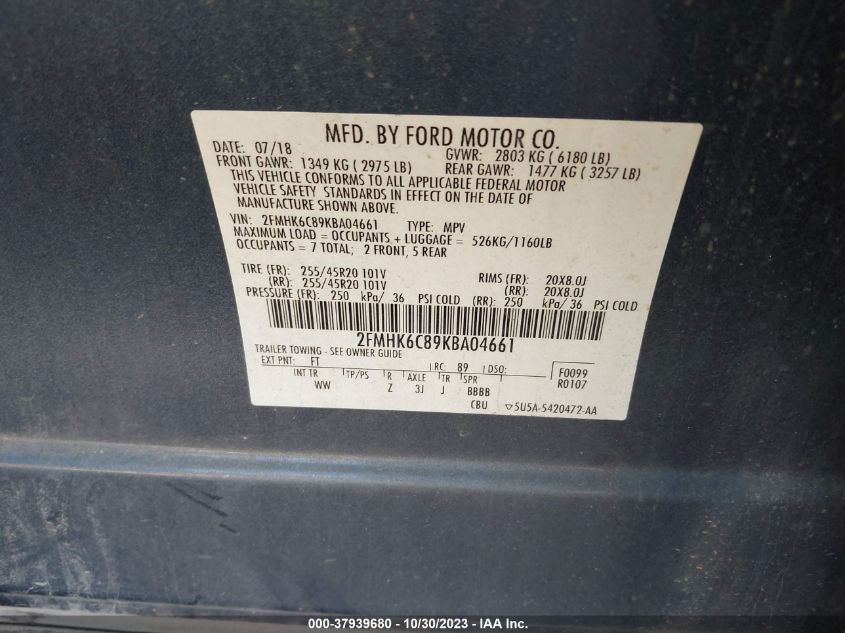 MFD. BY FORD MOTOR CO.
DATE: 07/18 GVWR: 2803 KG ( 6180 LB)
FRONT GAWR: 1349 KG ( 2975 LB) REAR GAWR: 1477 KG ( 3257 LB)
THIS VEHICLE CONFORMS TO ALL APPLICABLE FEDERAL MOTOR
VEHICLE SAFETY STANDARDS IN EFFECT ON THE DATE OF
MANUFACTURE SHOWN ABOVE.
VIN: 2FMHK6C89KBA04661 TYPE: MPV
MAXIMUM LOAD = OCCUPANTS + LUGGAGE = 526KG/1160LB
OCCUPANTS = 7 TOTAL; 2 FRONT, 5 REAR
TIRE (FR): 255/45R20 101V RIMS (FR): 20X8.0J
(RR): 255/45R20 101V (RR): 20X8.0J
PRESSURE (FR): 250 kPa/ 36 PSI COLD (RR): 250 kPa/ 36 PSI COLD
2FMHK6C89KBA04661
TRAILER TOWING - SEE OWNER GUIDE
EXT PNT: FT RC: 89 DSO: F0099
INT TR TP/PS R AXLE TR SPR R0107
WW Z 3J J BBBB
CBU ▽5U5A-5420472-AA
000-37939680 - 10/30/2023 - IAA Inc.